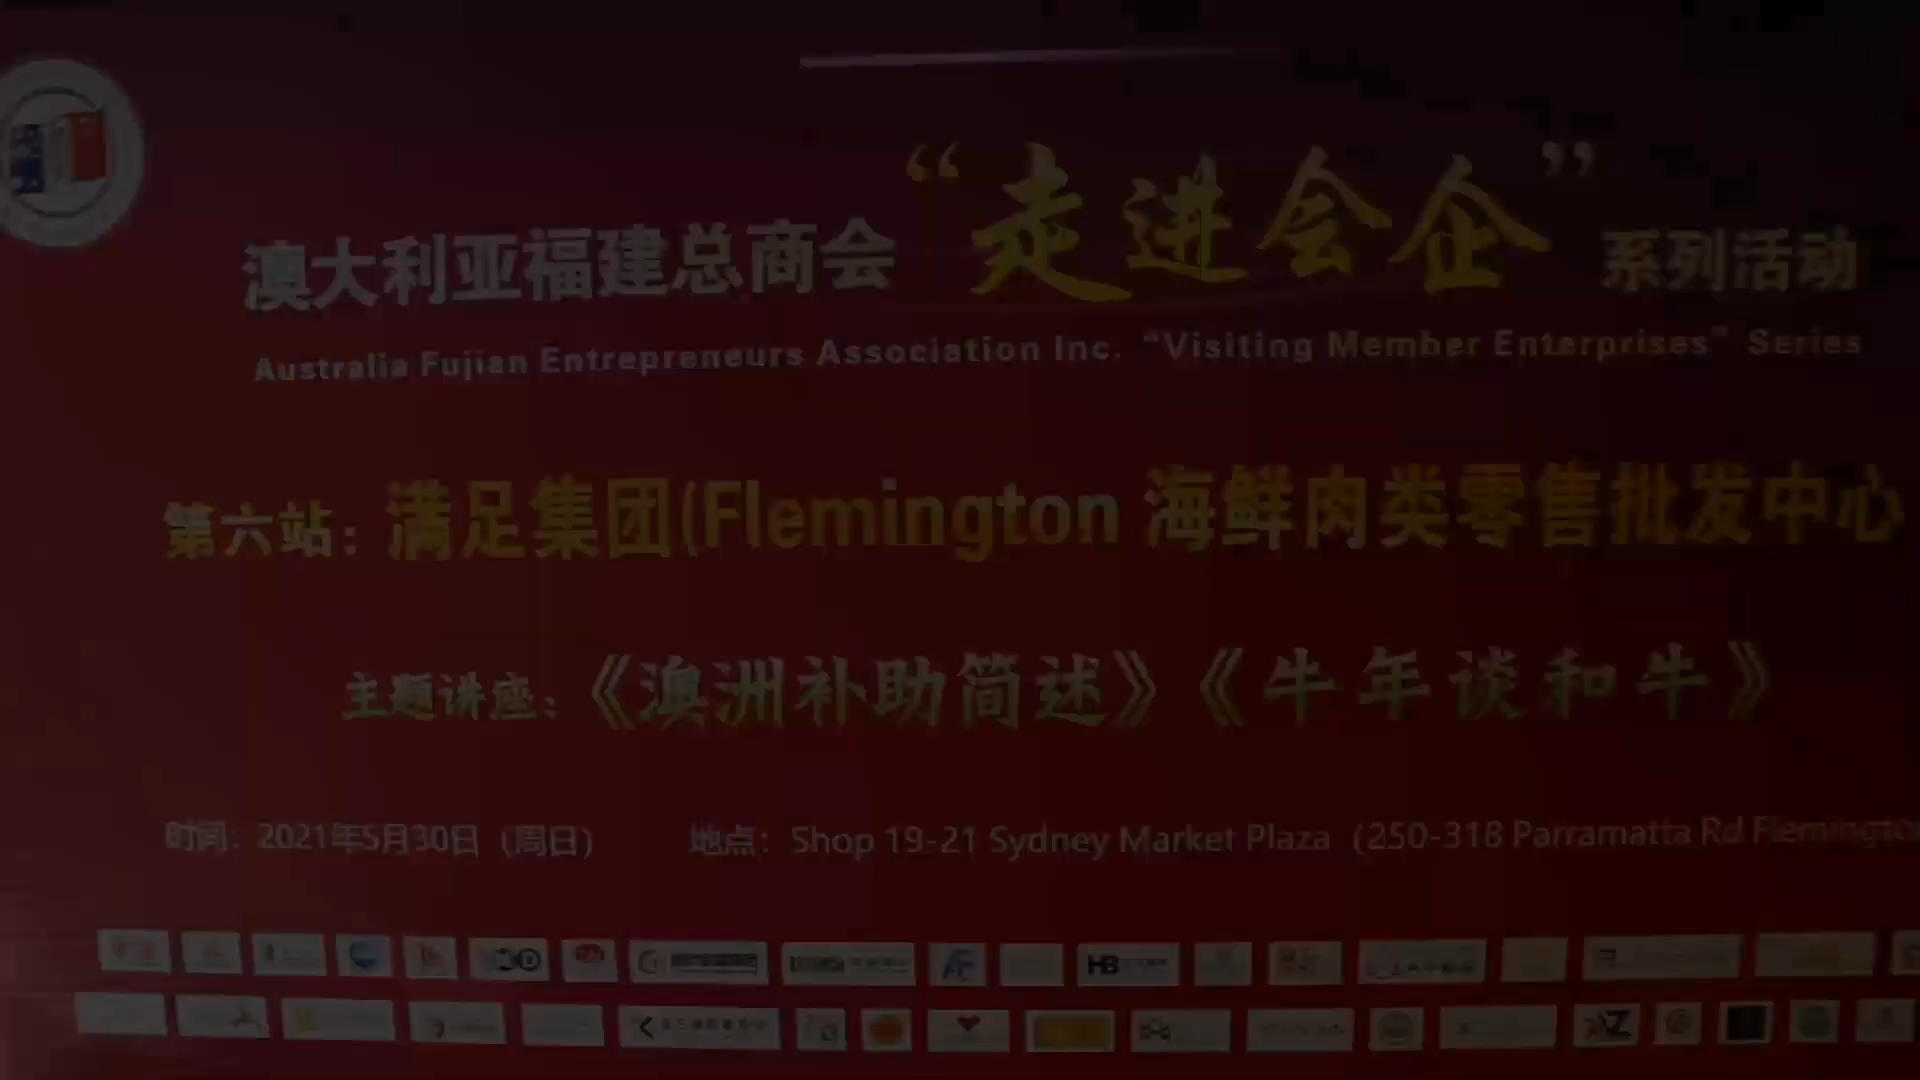 澳大利亚福建总商会“走进会企”系列活动
Australia Fujian Entrepreneurs Association Inc. “Visiting Member Enterprises” Series
第六站：满足集团(Flemington 海鲜肉类零售批发中心
主题讲座：《澳洲补助简述》《牛年谈和牛》
时间：2021年5月30日（周日） 地点：Shop 19-21 Sydney Market Plaza（250-318 Parramatta Rd Flemington
HB